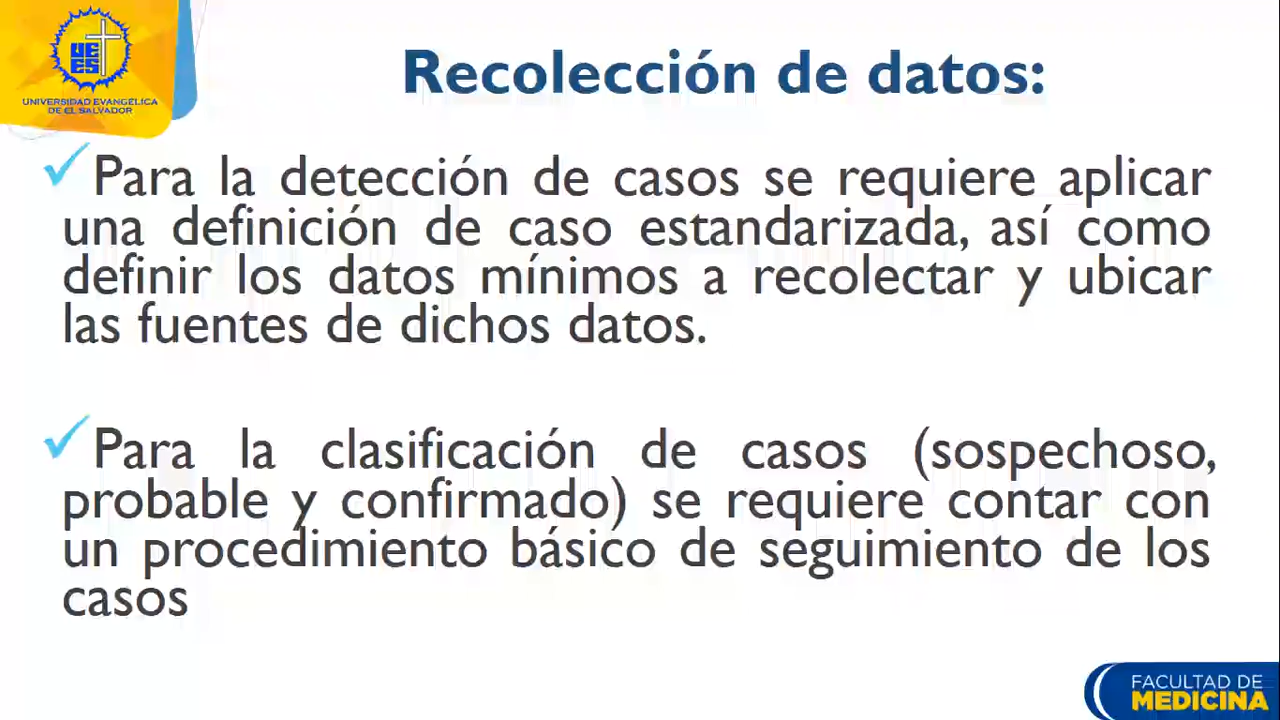 UE
ES
UNIVERSIDAD EVANGÉLICA
DE EL SALVADOR
Recolección de datos:
Para la detección de casos se requiere aplicar
una definición de caso estandarizada, así como
definir los datos mínimos a recolectar y ubicar
las fuentes de dichos datos.
Para la clasificación de casos (sospechoso,
probable y confirmado) se requiere contar con
un procedimiento básico de seguimiento de los
casos
FACULTAD DE
MEDICINA